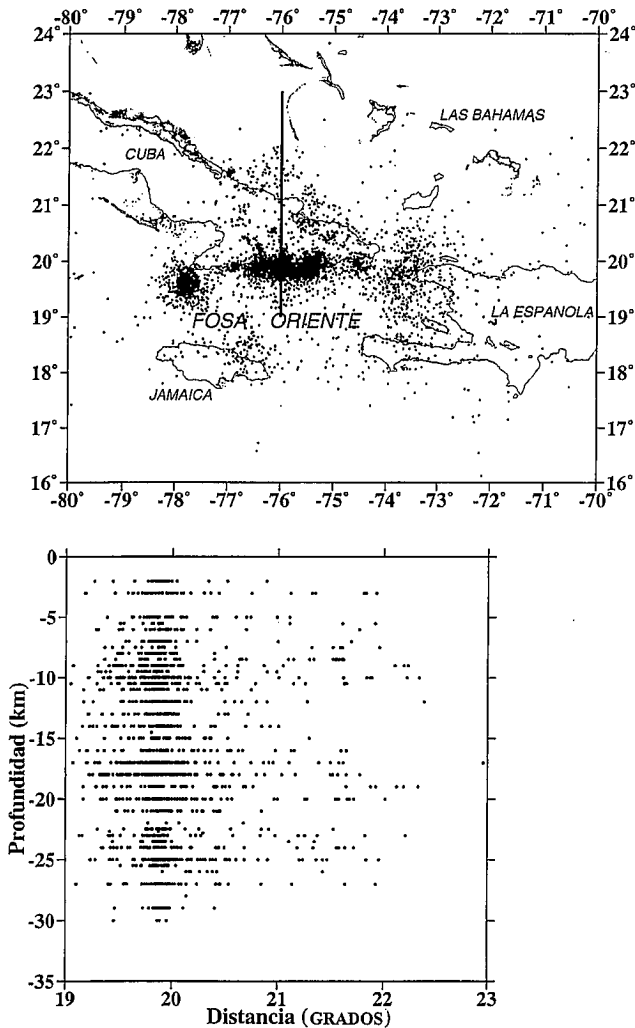 -80 -79° -78° -77° -76° -75° -74° -73° -72° -71° -70°
24° 24°
23° 23°
LAS BAHAMAS
22° 22°
CUBA
21° 21°
20° 20°
19° FOSA ORIENTE LA ESPANOLA 19°
18° 18°
JAMAICA
17° 17°
16° 16°
-80 -79° -78° -77° -76° -75° -74° -73° -72° -71° -70
0
-5
-10
-15
-20
-25
-30
-35
Profundidad (km)
19 20 21 22 23
Distancia (GRADOS)